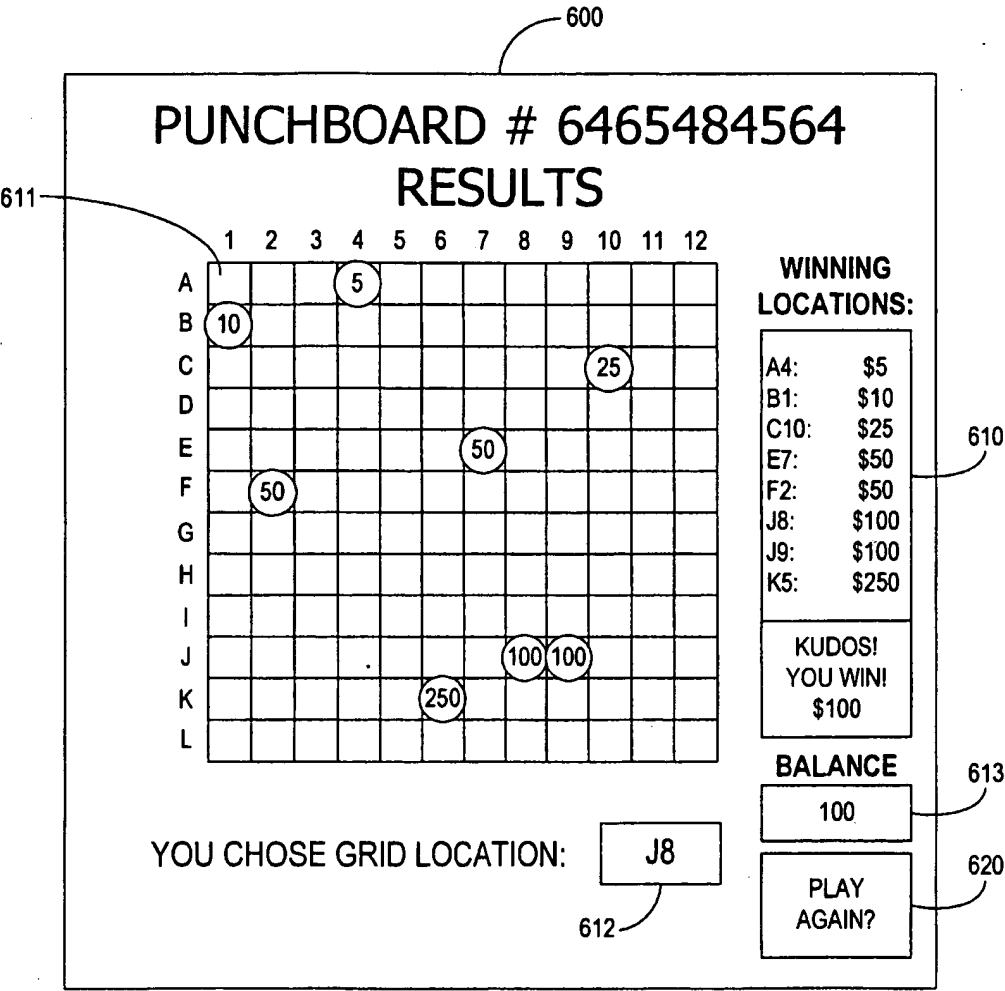 600
PUNCHBOARD # 6465484564
RESULTS
611
1 2 3 4 5 6 7 8 9 10 11 12
A 5
B 10
C 25
D
E 50
F 50
G
H
I
J 100 100
K 250
L
WINNING
LOCATIONS:
A4: $5
B1: $10
C10: $25
E7: $50
F2: $50
J8: $100
J9: $100
K5: $250
610
KUDOS!
YOU WIN!
$100
BALANCE
613
100
YOU CHOSE GRID LOCATION: J8
612
PLAY
AGAIN?
620